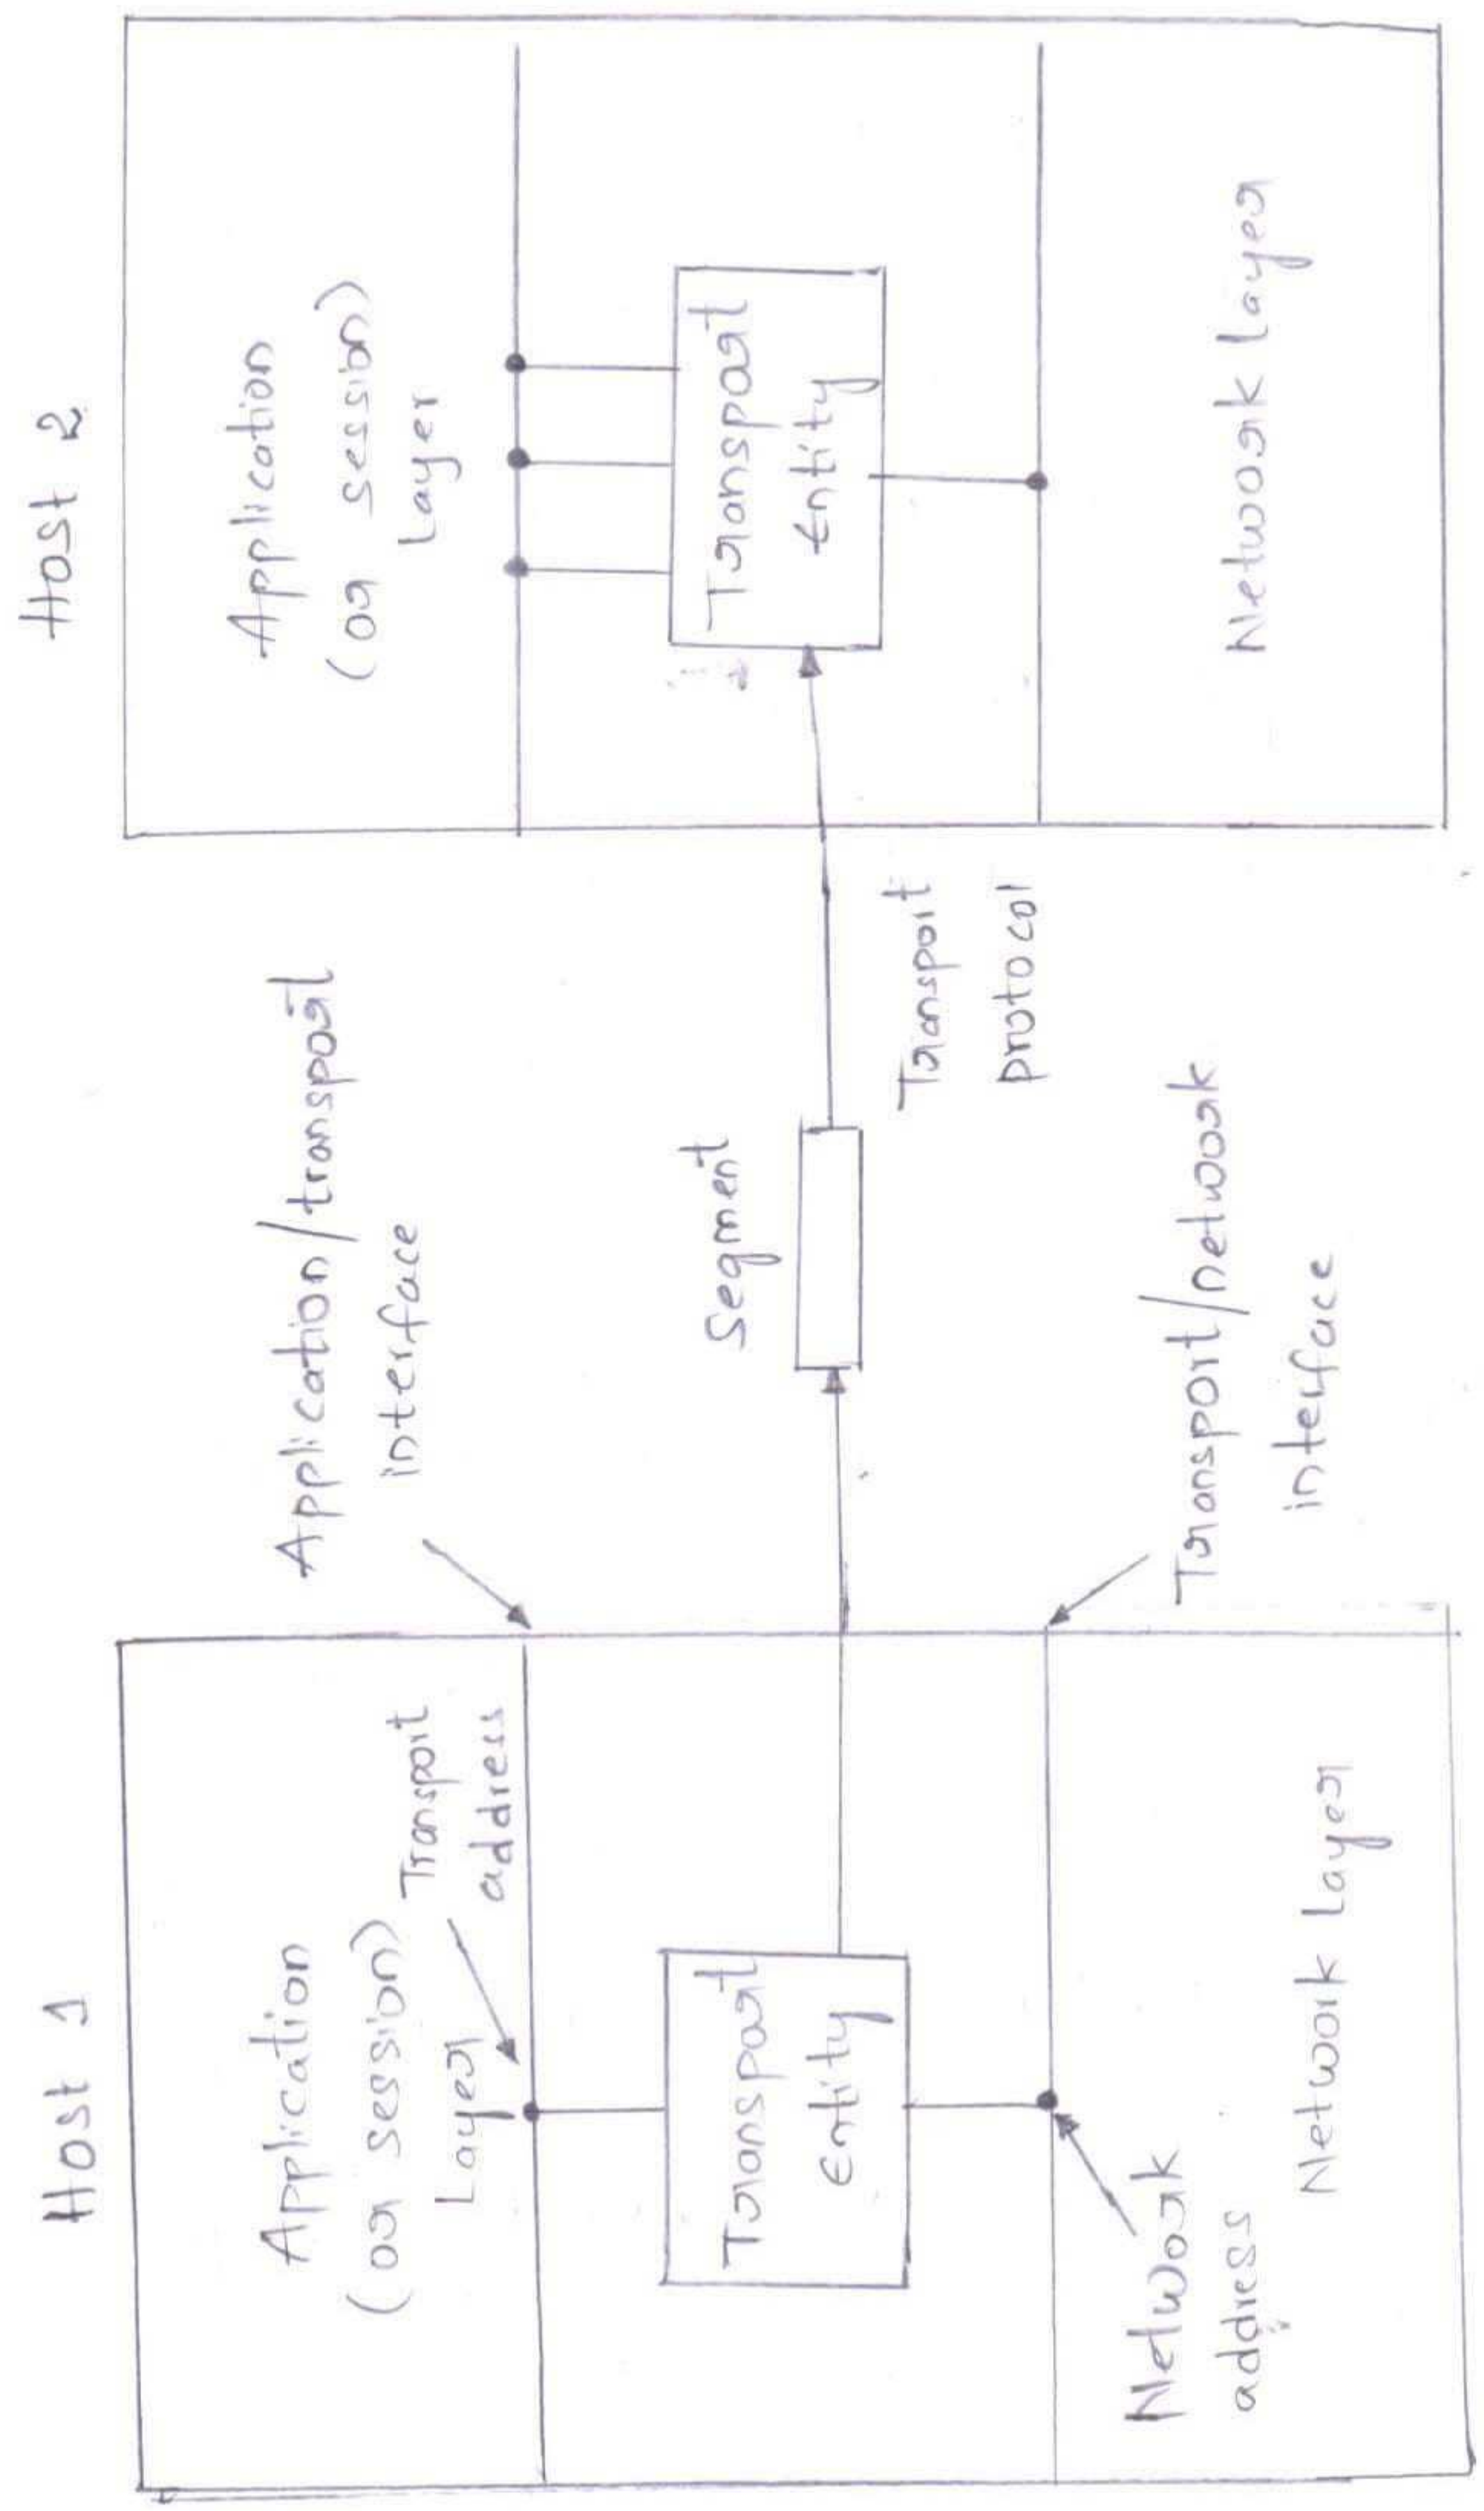 Host 1
Host 2
Application
(or session)
Layer
Transport
address
Application/transport
interface
Application
(or session)
Layer
Transport
Entity
Segment
Transport
protocol
Transport
Entity
Network
address
Network layer
Transport/network
interface
Network layer